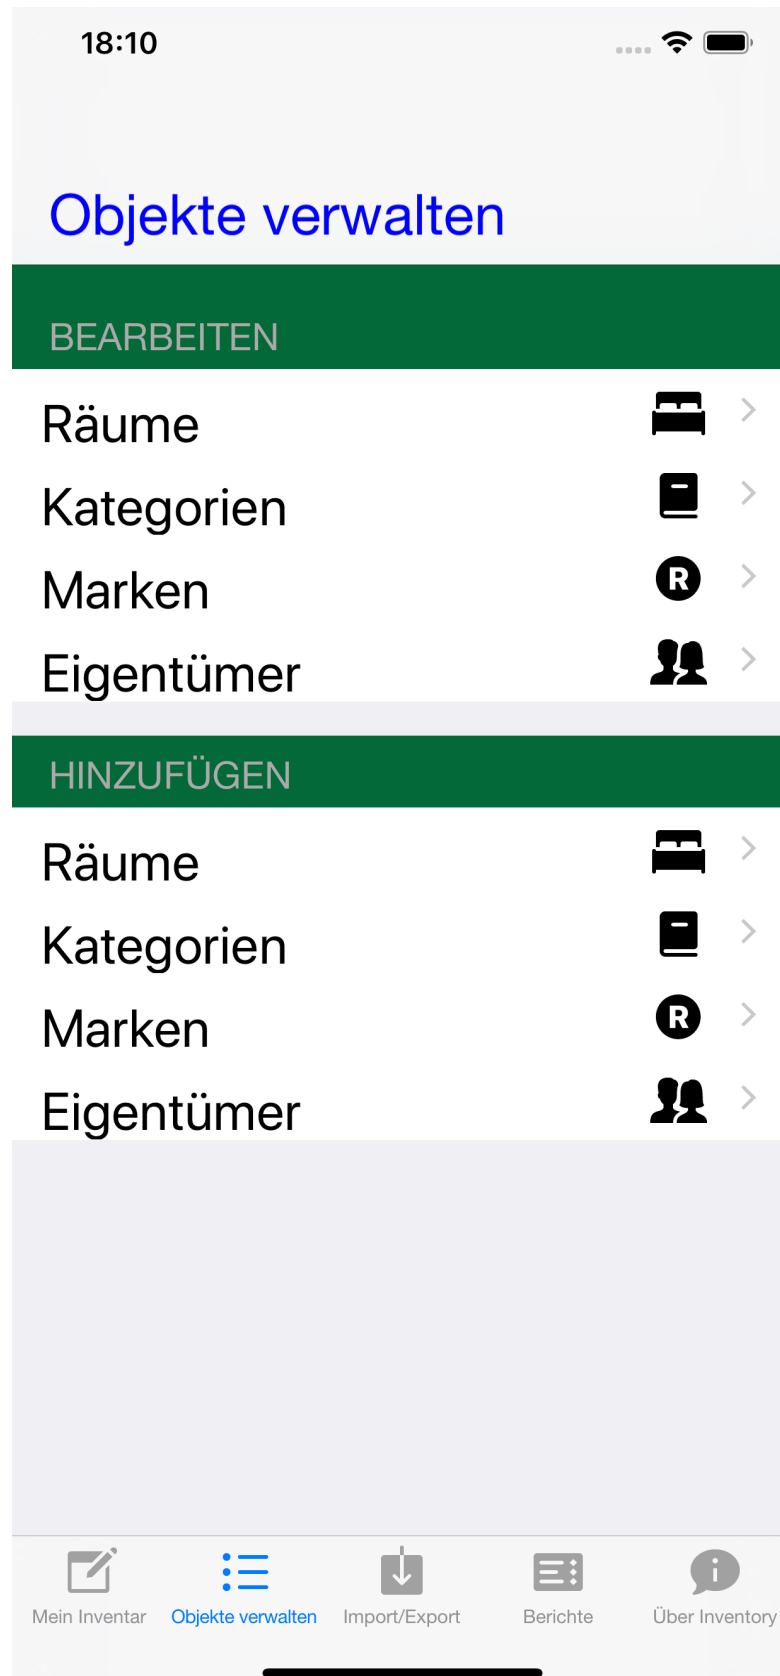 18:10
Objekte verwalten
BEARBEITEN
Räume
Kategorien
R
Marken
Eigentümer
HINZUFÜGEN
Räume
Kategorien
R
Marken
Eigentümer
Mein Inventar Objekte verwalten Import/Export Berichte Über Inventory